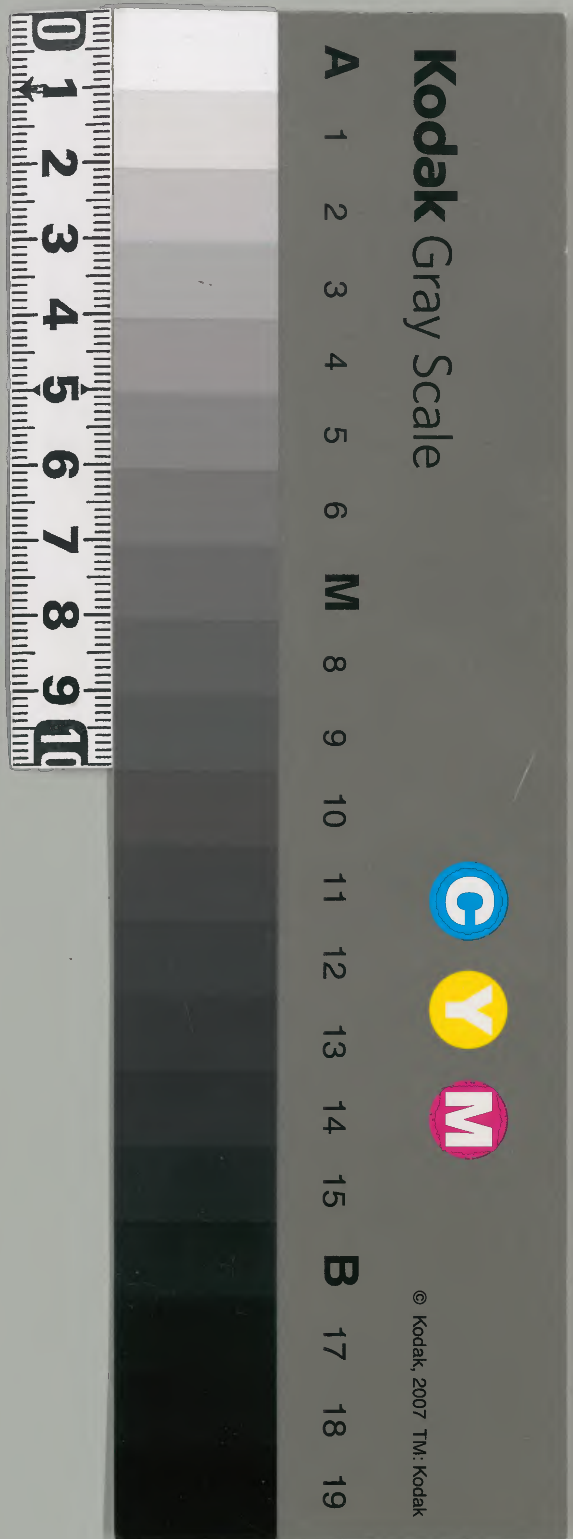 Kodak Gray Scale
C Y M
© Kodak, 2007 TM: Kodak
A 1 2 3 4 5 6 M 8 9 10 11 12 13 14 15 B 17 18 19
0 1 2 3 4 5 6 7 8 9 10